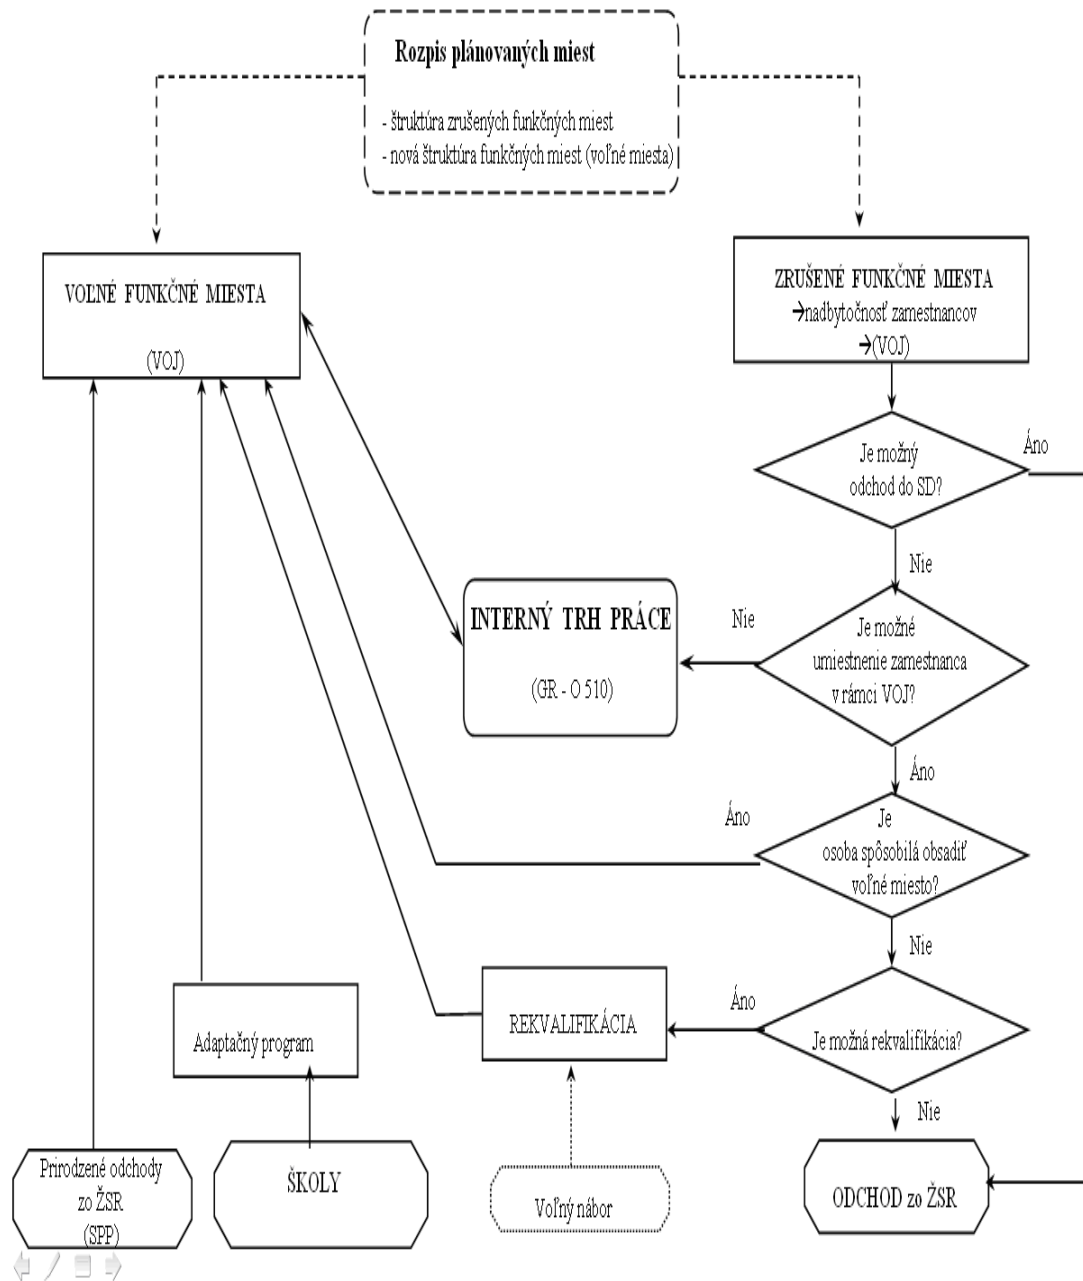 Rozpis plánovaných miest
- štruktúra zrušených funkčných miest
- nová štruktúra funkčných miest (voľné miesta)
VOĽNÉ FUNKČNÉ MIESTA
(VOJ)
ZRUŠENÉ FUNKČNÉ MIESTA
→nadbytočnosť zamestnancov
→(VOJ)
Je možný
odchod do SD?
Áno
Nie
INTERNÝ TRH PRÁCE
(GR - O 510)
Nie
Je možné
umiestnenie zamestnanca
v rámci VOJ?
Áno
Áno
Je
osoba spôsobilá obsadiť
voľné miesto?
Nie
Adaptačný program
REKVALIFIKÁCIA
Áno
Je možná rekvalifikácia?
Nie
Prirodzené odchody
zo ŽSR
(SPP)
ŠKOLY
Voľný nábor
ODCHOD zo ŽSR